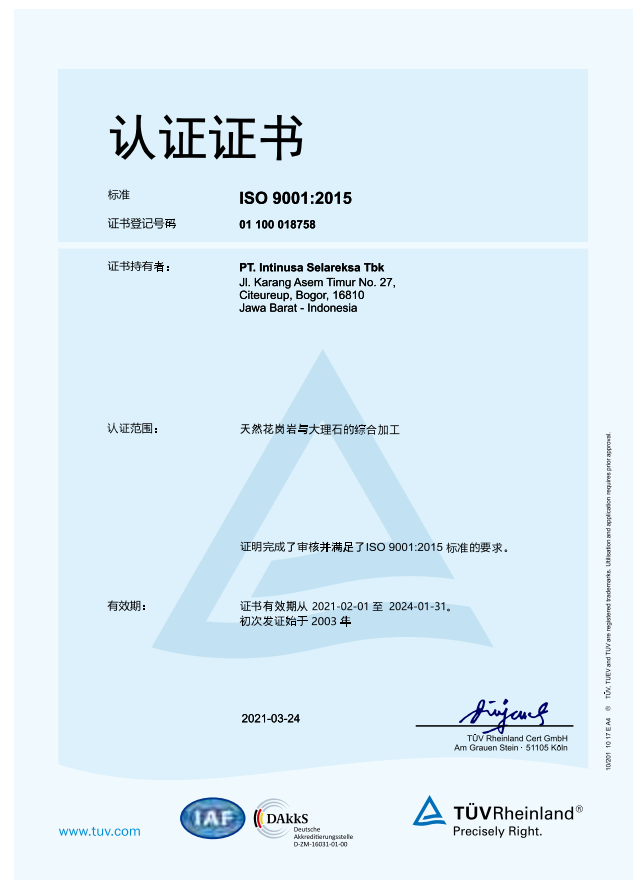 认证证书
标准 ISO 9001:2015
证书登记号码 01 100 018758
证书持有者: PT. Intinusa Selareksa Tbk
Jl. Karang Asem Timur No. 27,
Citeureup, Bogor, 16810
Jawa Barat - Indonesia
认证范围: 天然花岗岩与大理石的综合加工
证明完成了审核并满足了ISO 9001:2015 标准的要求。
有效期: 证书有效期从 2021-02-01 至 2024-01-31。
初次发证始于 2003 年
2021-03-24
TÜV Rheinland Cert GmbH
Am Grauen Stein · 51105 Köln
10/201 10 17 E A4 ® TÜV, TUEV and TUV are registered trademarks. Utilisation and application requires prior approval.
www.tuv.com
IAF
DAkkS
Deutsche
Akkreditierungsstelle
D-ZM-16031-01-00
TÜVRheinland®
Precisely Right.